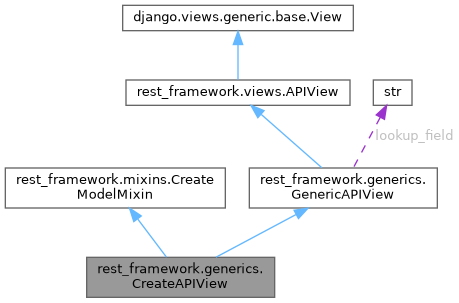 django.views.generic.base.View
rest_framework.views.APIView
str
lookup_field
rest_framework.mixins.Create
ModelMixin
rest_framework.generics.
GenericAPIView
rest_framework.generics.
CreateAPIView